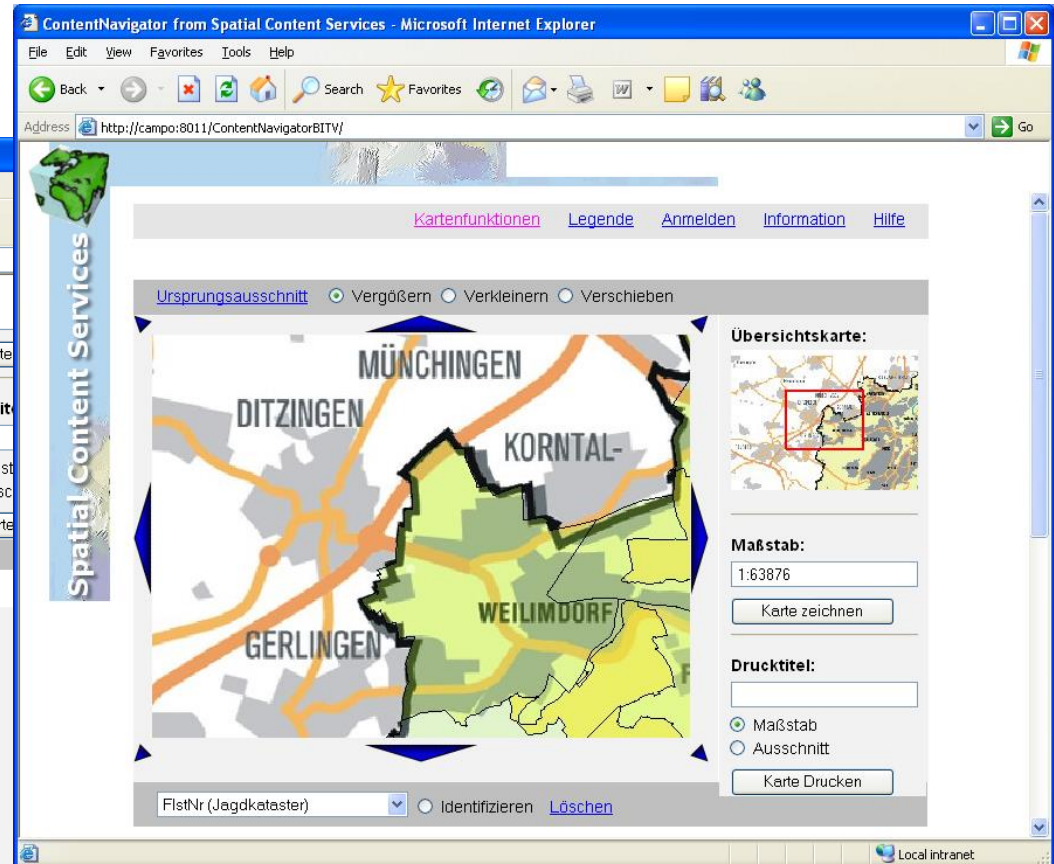 ContentNavigator from Spatial Content Services - Microsoft Internet Explorer
File Edit View Favorites Tools Help
Back Search Favorites
Address http://campo:8011/ContentNavigatorBITV/ Go
Spatial Content Services
Kartenfunktionen Legende Anmelden Information Hilfe
Ursprungsausschnitt Vergößern Verkleinern Verschieben
MÜNCHINGEN
DITZINGEN
KORNTAL-
WEILIMDORF
GERLINGEN
F
Übersichtskarte:
Maßstab:
1:63876
Karte zeichnen
Drucktitel:
Maßstab
Ausschnitt
Karte Drucken
FlstNr (Jagdkataster) Identifizieren Löschen
Local intranet